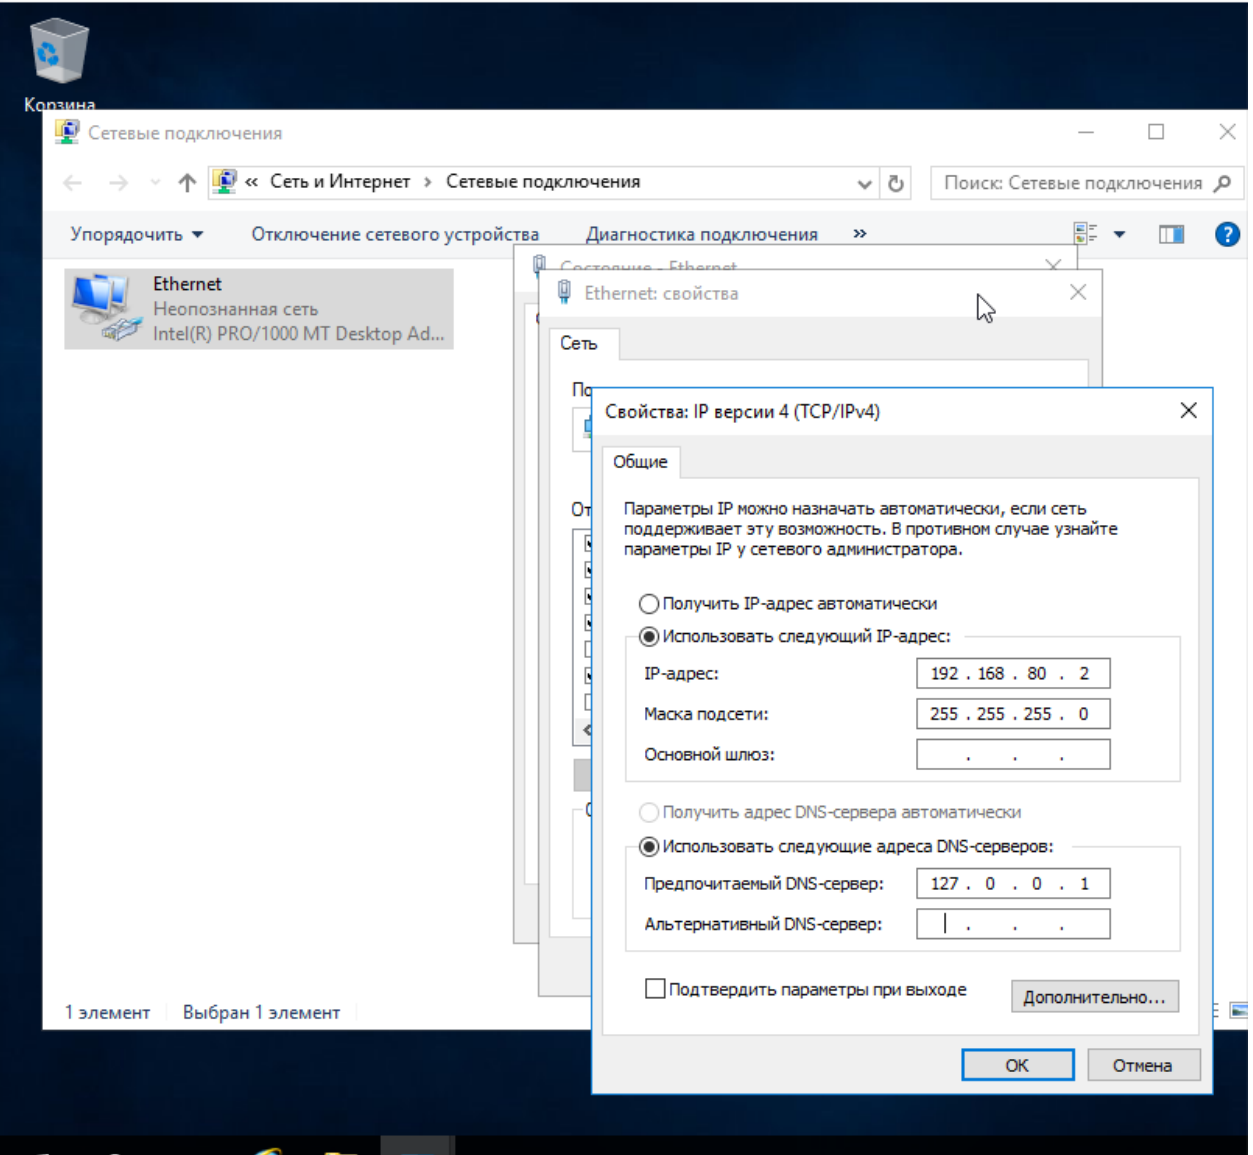 Корзина
Сетевые подключения
« Сеть и Интернет › Сетевые подключения
Поиск: Сетевые подключения
Упорядочить
Отключение сетевого устройства
Диагностика подключения
»
Ethernet
Неопознанная сеть
Intel(R) PRO/1000 MT Desktop Ad...
Состояние - Ethernet
Ethernet: свойства
Сеть
Свойства: IP версии 4 (TCP/IPv4)
Общие
Параметры IP можно назначать автоматически, если сеть
поддерживает эту возможность. В противном случае узнайте
параметры IP у сетевого администратора.
Получить IP-адрес автоматически
Использовать следующий IP-адрес:
IP-адрес: 192 . 168 . 80 . 2
Маска подсети: 255 . 255 . 255 . 0
Основной шлюз: . . .
Получить адрес DNS-сервера автоматически
Использовать следующие адреса DNS-серверов:
Предпочитаемый DNS-сервер: 127 . 0 . 0 . 1
Альтернативный DNS-сервер: . . .
Подтвердить параметры при выходе
Дополнительно...
OK
Отмена
1 элемент
Выбран 1 элемент